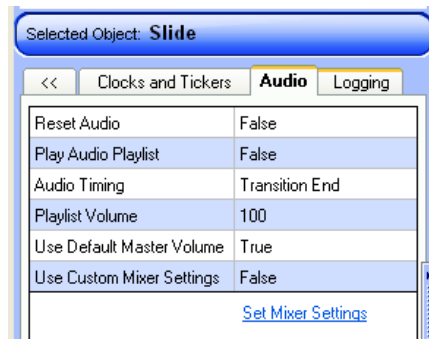 Selected Object: Slide
<< Clocks and Tickers Audio Logging
Reset Audio False
Play Audio Playlist False
Audio Timing Transition End
Playlist Volume 100
Use Default Master Volume True
Use Custom Mixer Settings False
Set Mixer Settings